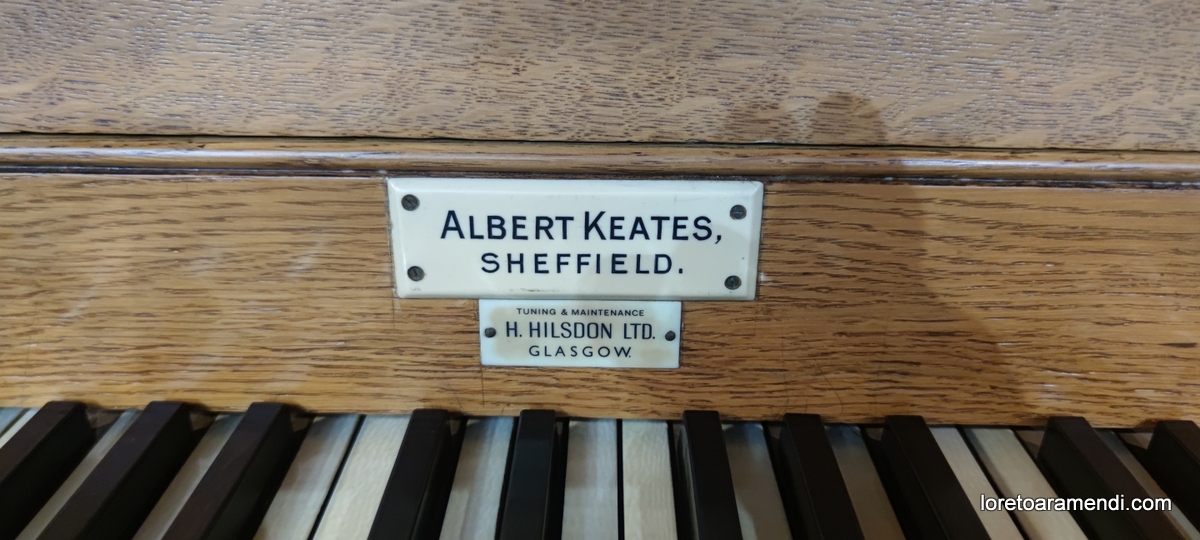 ALBERT KEATES,
SHEFFIELD.
TUNING & MAINTENANCE
H. HILSDON LTD.
GLASGOW.
loretoaramendi.com